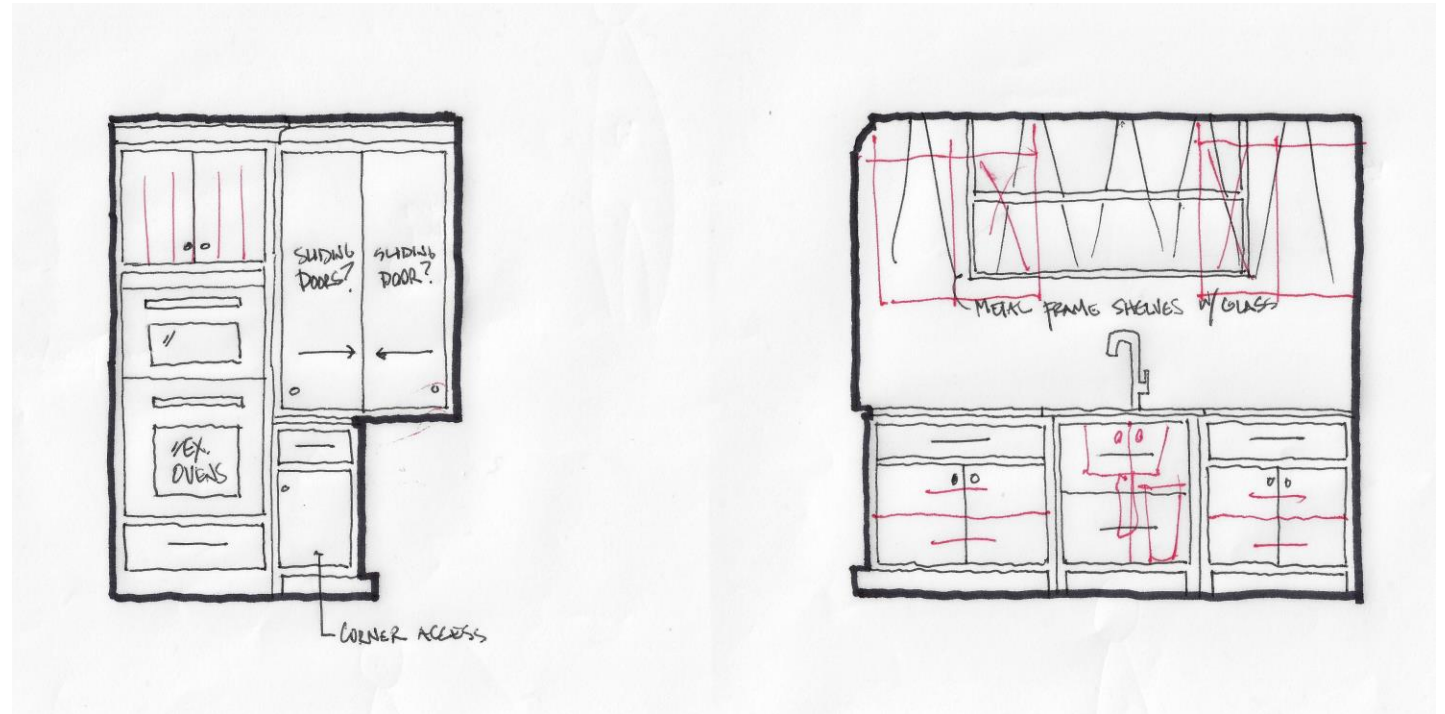 SLIDING
DOORS?
SLIDING
DOOR?
"EX.
OVENS
CORNER ACCESS
METAL FRAME SHELVES W/ GLASS